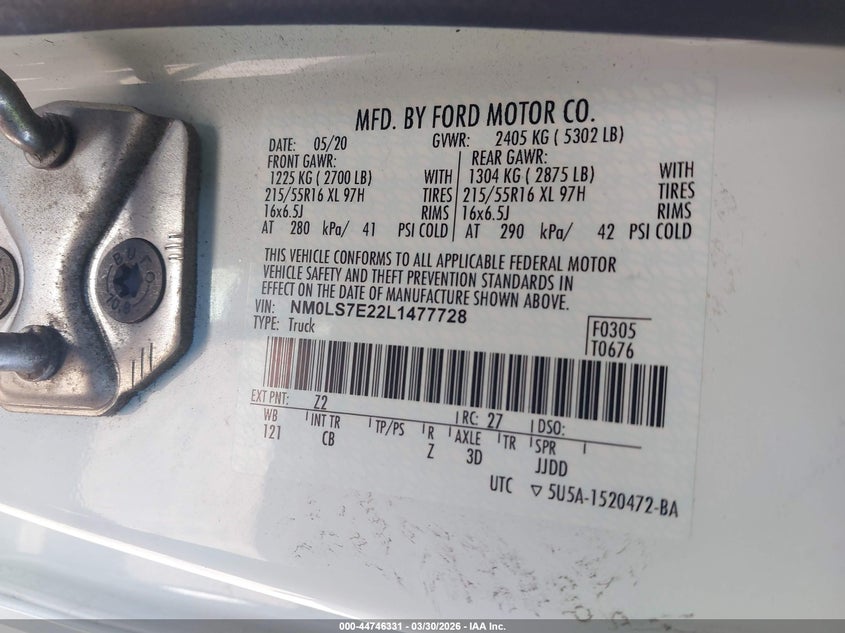 MFD. BY FORD MOTOR CO.
DATE: 05/20 GVWR: 2405 KG ( 5302 LB)
FRONT GAWR: REAR GAWR:
1225 KG ( 2700 LB) WITH 1304 KG ( 2875 LB) WITH
215/55R16 XL 97H TIRES 215/55R16 XL 97H TIRES
16x6.5J RIMS 16x6.5J RIMS
AT 280 kPa/ 41 PSI COLD AT 290 kPa/ 42 PSI COLD
THIS VEHICLE CONFORMS TO ALL APPLICABLE FEDERAL MOTOR
VEHICLE SAFETY AND THEFT PREVENTION STANDARDS IN
EFFECT ON THE DATE OF MANUFACTURE SHOWN ABOVE.
VIN: NM0LS7E22L1477728
TYPE: Truck
F0305
T0676
EXT PNT: Z2 RC: 27 DSO:
WB INT TR TP/PS R AXLE TR SPR
121 CB Z 3D JJDD
UTC ▽ 5U5A-1520472-BA
000-44746331 - 03/30/2026 - IAA Inc.